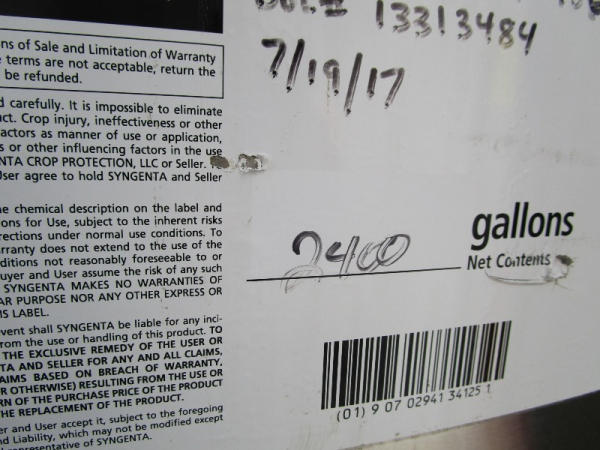 13313484
7/19/17
ns of Sale and Limitation of Warranty
terms are not acceptable, return the
be refunded.
carefully. It is impossible to eliminate
ct. Crop injury, ineffectiveness or other
actors as manner of use or application,
s or other influencing factors in the use
NTA CROP PROTECTION, LLC or Seller.
User agree to hold SYNGENTA and Seller
e chemical description on the label and
ons for Use, subject to the inherent risks
rections under normal use conditions. To
rranty does not extend to the use of the
ditions not reasonably foreseeable to or
uyer and User assume the risk of any such
SYNGENTA MAKES NO WARRANTIES OF
AR PURPOSE NOR ANY OTHER EXPRESS OR
IS LABEL.
vent shall SYNGENTA be liable for any inci-
from the use or handling of this product. TO
THE EXCLUSIVE REMEDY OF THE USER OR
TA AND SELLER FOR ANY AND ALL CLAIMS,
AIMS BASED ON BREACH OF WARRANTY,
R OTHERWISE) RESULTING FROM THE USE OR
RN OF THE PURCHASE PRICE OF THE PRODUCT
HE REPLACEMENT OF THE PRODUCT.
er and User accept it, subject to the foregoing
nd Liability, which may not be modified except
representative of SYNGENTA.
2400
gallons
Net Contents
(01) 9 07 02941 34125 1